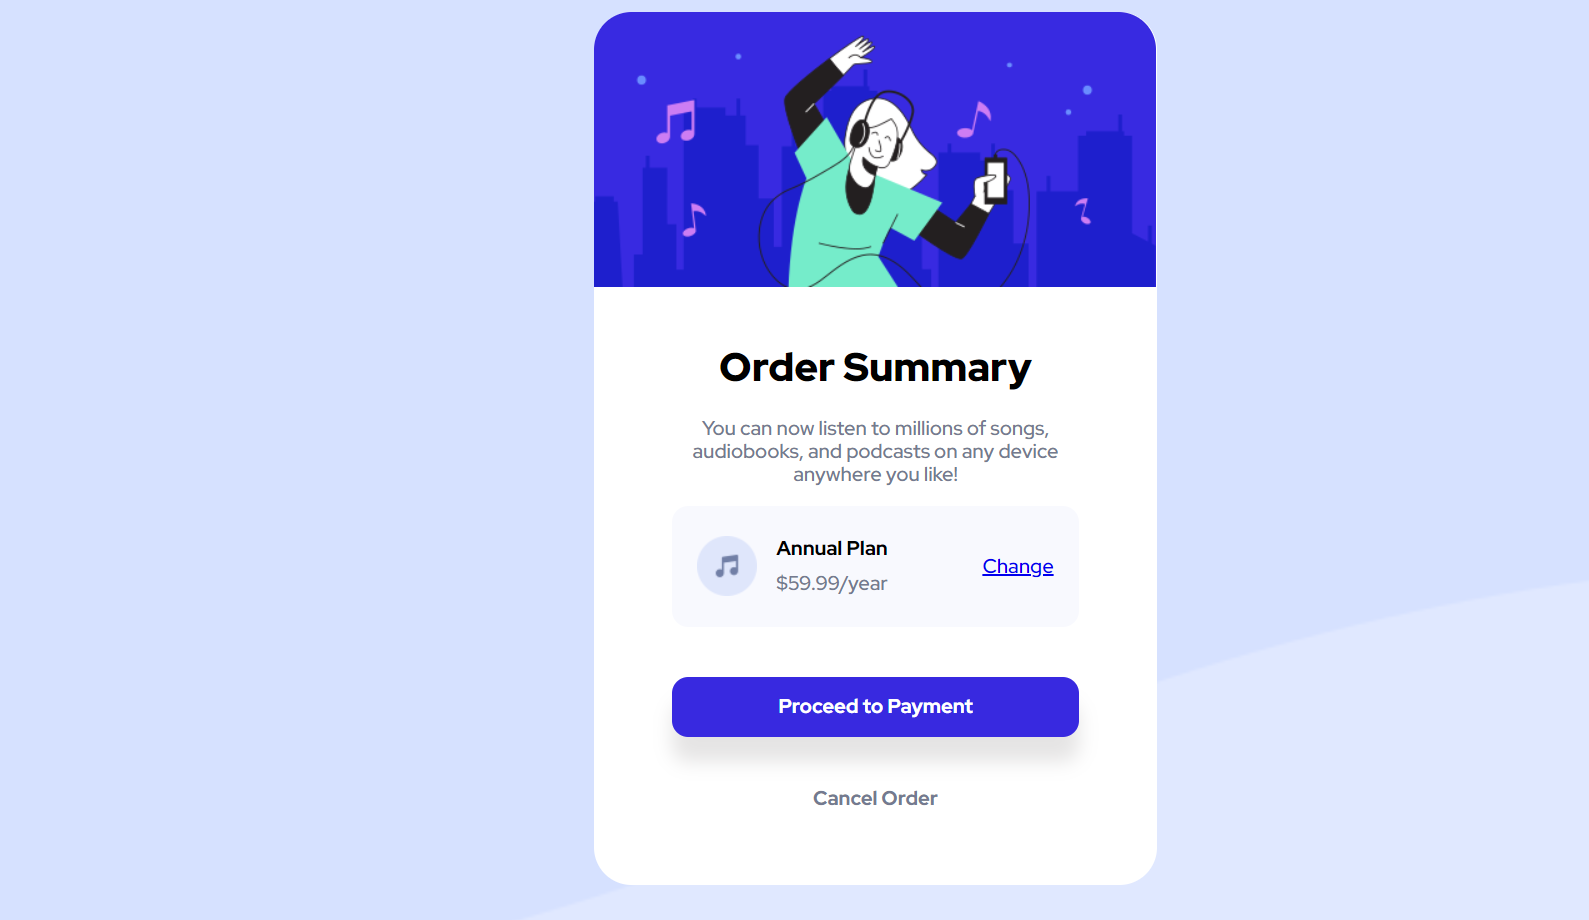 Order Summary
You can now listen to millions of songs,
audiobooks, and podcasts on any device
anywhere you like!
Annual Plan
$59.99/year
Change
Proceed to Payment
Cancel Order